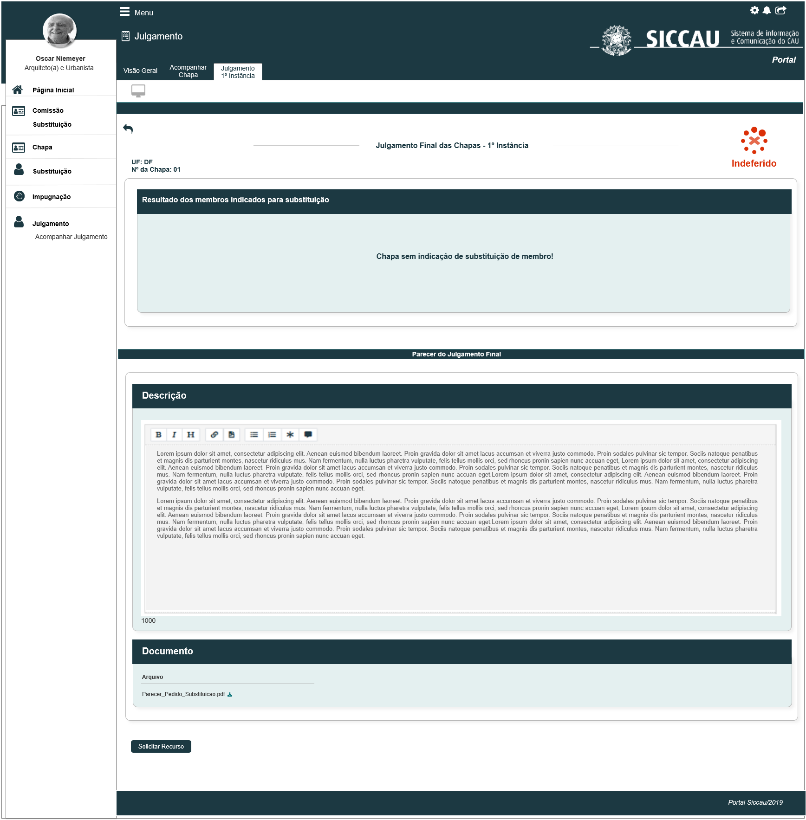 Menu
Julgamento
SICCAU
Sistema de Informação
e Comunicação do CAU
Portal
Visão Geral
Acompanhar
Chapa
Julgamento
1ª Instância
Oscar Niemeyer
Arquiteto(a) e Urbanista
Página Inicial
Comissão
Substituição
Chapa
Substituição
Impugnação
Julgamento
Acompanhar Julgamento
Julgamento Final das Chapas - 1ª Instância
UF: DF
Nº da Chapa: 01
Indeferido
Resultado dos membros indicados para substituição
Chapa sem indicação de substituição de membro!
Parecer do Julgamento Final
Descrição
B I H
Lorem ipsum dolor sit amet, consectetur adipiscing elit. Aenean euismod bibendum laoreet. Proin gravida dolor sit amet lacus accumsan et viverra justo commodo. Proin sodales pulvinar sic tempor. Sociis natoque penatibus
et magnis dis parturient montes, nascetur ridiculus mus. Nam fermentum, nulla luctus pharetra vulputate, felis tellus mollis orci, sed rhoncus pronin sapien nunc accuan eget. Lorem ipsum dolor sit amet, consectetur adipiscing
elit. Aenean euismod bibendum laoreet. Proin gravida dolor sit amet lacus accumsan et viverra justo commodo. Proin sodales pulvinar sic tempor. Sociis natoque penatibus et magnis dis parturient montes, nascetur ridiculus
mus. Nam fermentum, nulla luctus pharetra vulputate, felis tellus mollis orci, sed rhoncus pronin sapien nunc accuan eget.Lorem ipsum dolor sit amet, consectetur adipiscing elit. Aenean euismod bibendum laoreet. Proin
gravida dolor sit amet lacus accumsan et viverra justo commodo. Proin sodales pulvinar sic tempor. Sociis natoque penatibus et magnis dis parturient montes, nascetur ridiculus mus. Nam fermentum, nulla luctus pharetra
vulputate, felis tellus mollis orci, sed rhoncus pronin sapien nunc accuan eget.
Lorem ipsum dolor sit amet, consectetur adipiscing elit. Aenean euismod bibendum laoreet. Proin gravida dolor sit amet lacus accumsan et viverra justo commodo. Proin sodales pulvinar sic tempor. Sociis natoque penatibus
et magnis dis parturient montes, nascetur ridiculus mus. Nam fermentum, nulla luctus pharetra vulputate, felis tellus mollis orci, sed rhoncus pronin sapien nunc accuan eget. Lorem ipsum dolor sit amet, consectetur adipiscing
elit. Aenean euismod bibendum laoreet. Proin gravida dolor sit amet lacus accumsan et viverra justo commodo. Proin sodales pulvinar sic tempor. Sociis natoque penatibus et magnis dis parturient montes, nascetur ridiculus
mus. Nam fermentum, nulla luctus pharetra vulputate, felis tellus mollis orci, sed rhoncus pronin sapien nunc accuan eget.Lorem ipsum dolor sit amet, consectetur adipiscing elit. Aenean euismod bibendum laoreet. Proin
gravida dolor sit amet lacus accumsan et viverra justo commodo. Proin sodales pulvinar sic tempor. Sociis natoque penatibus et magnis dis parturient montes, nascetur ridiculus mus. Nam fermentum, nulla luctus pharetra
vulputate, felis tellus mollis orci, sed rhoncus pronin sapien nunc accuan eget.
1000
Documento
Arquivo
Parecer_Pedido_Substituicao.pdf
Solicitar Recurso
Portal Siccau/2019